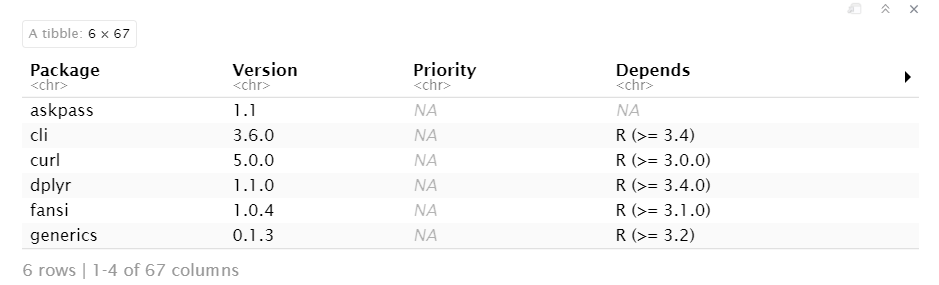 A tibble: 6 × 67
Package Version Priority Depends
<chr> <chr> <chr> <chr>
askpass 1.1 NA NA
cli 3.6.0 NA R (>= 3.4)
curl 5.0.0 NA R (>= 3.0.0)
dplyr 1.1.0 NA R (>= 3.4.0)
fansi 1.0.4 NA R (>= 3.1.0)
generics 0.1.3 NA R (>= 3.2)
6 rows | 1-4 of 67 columns